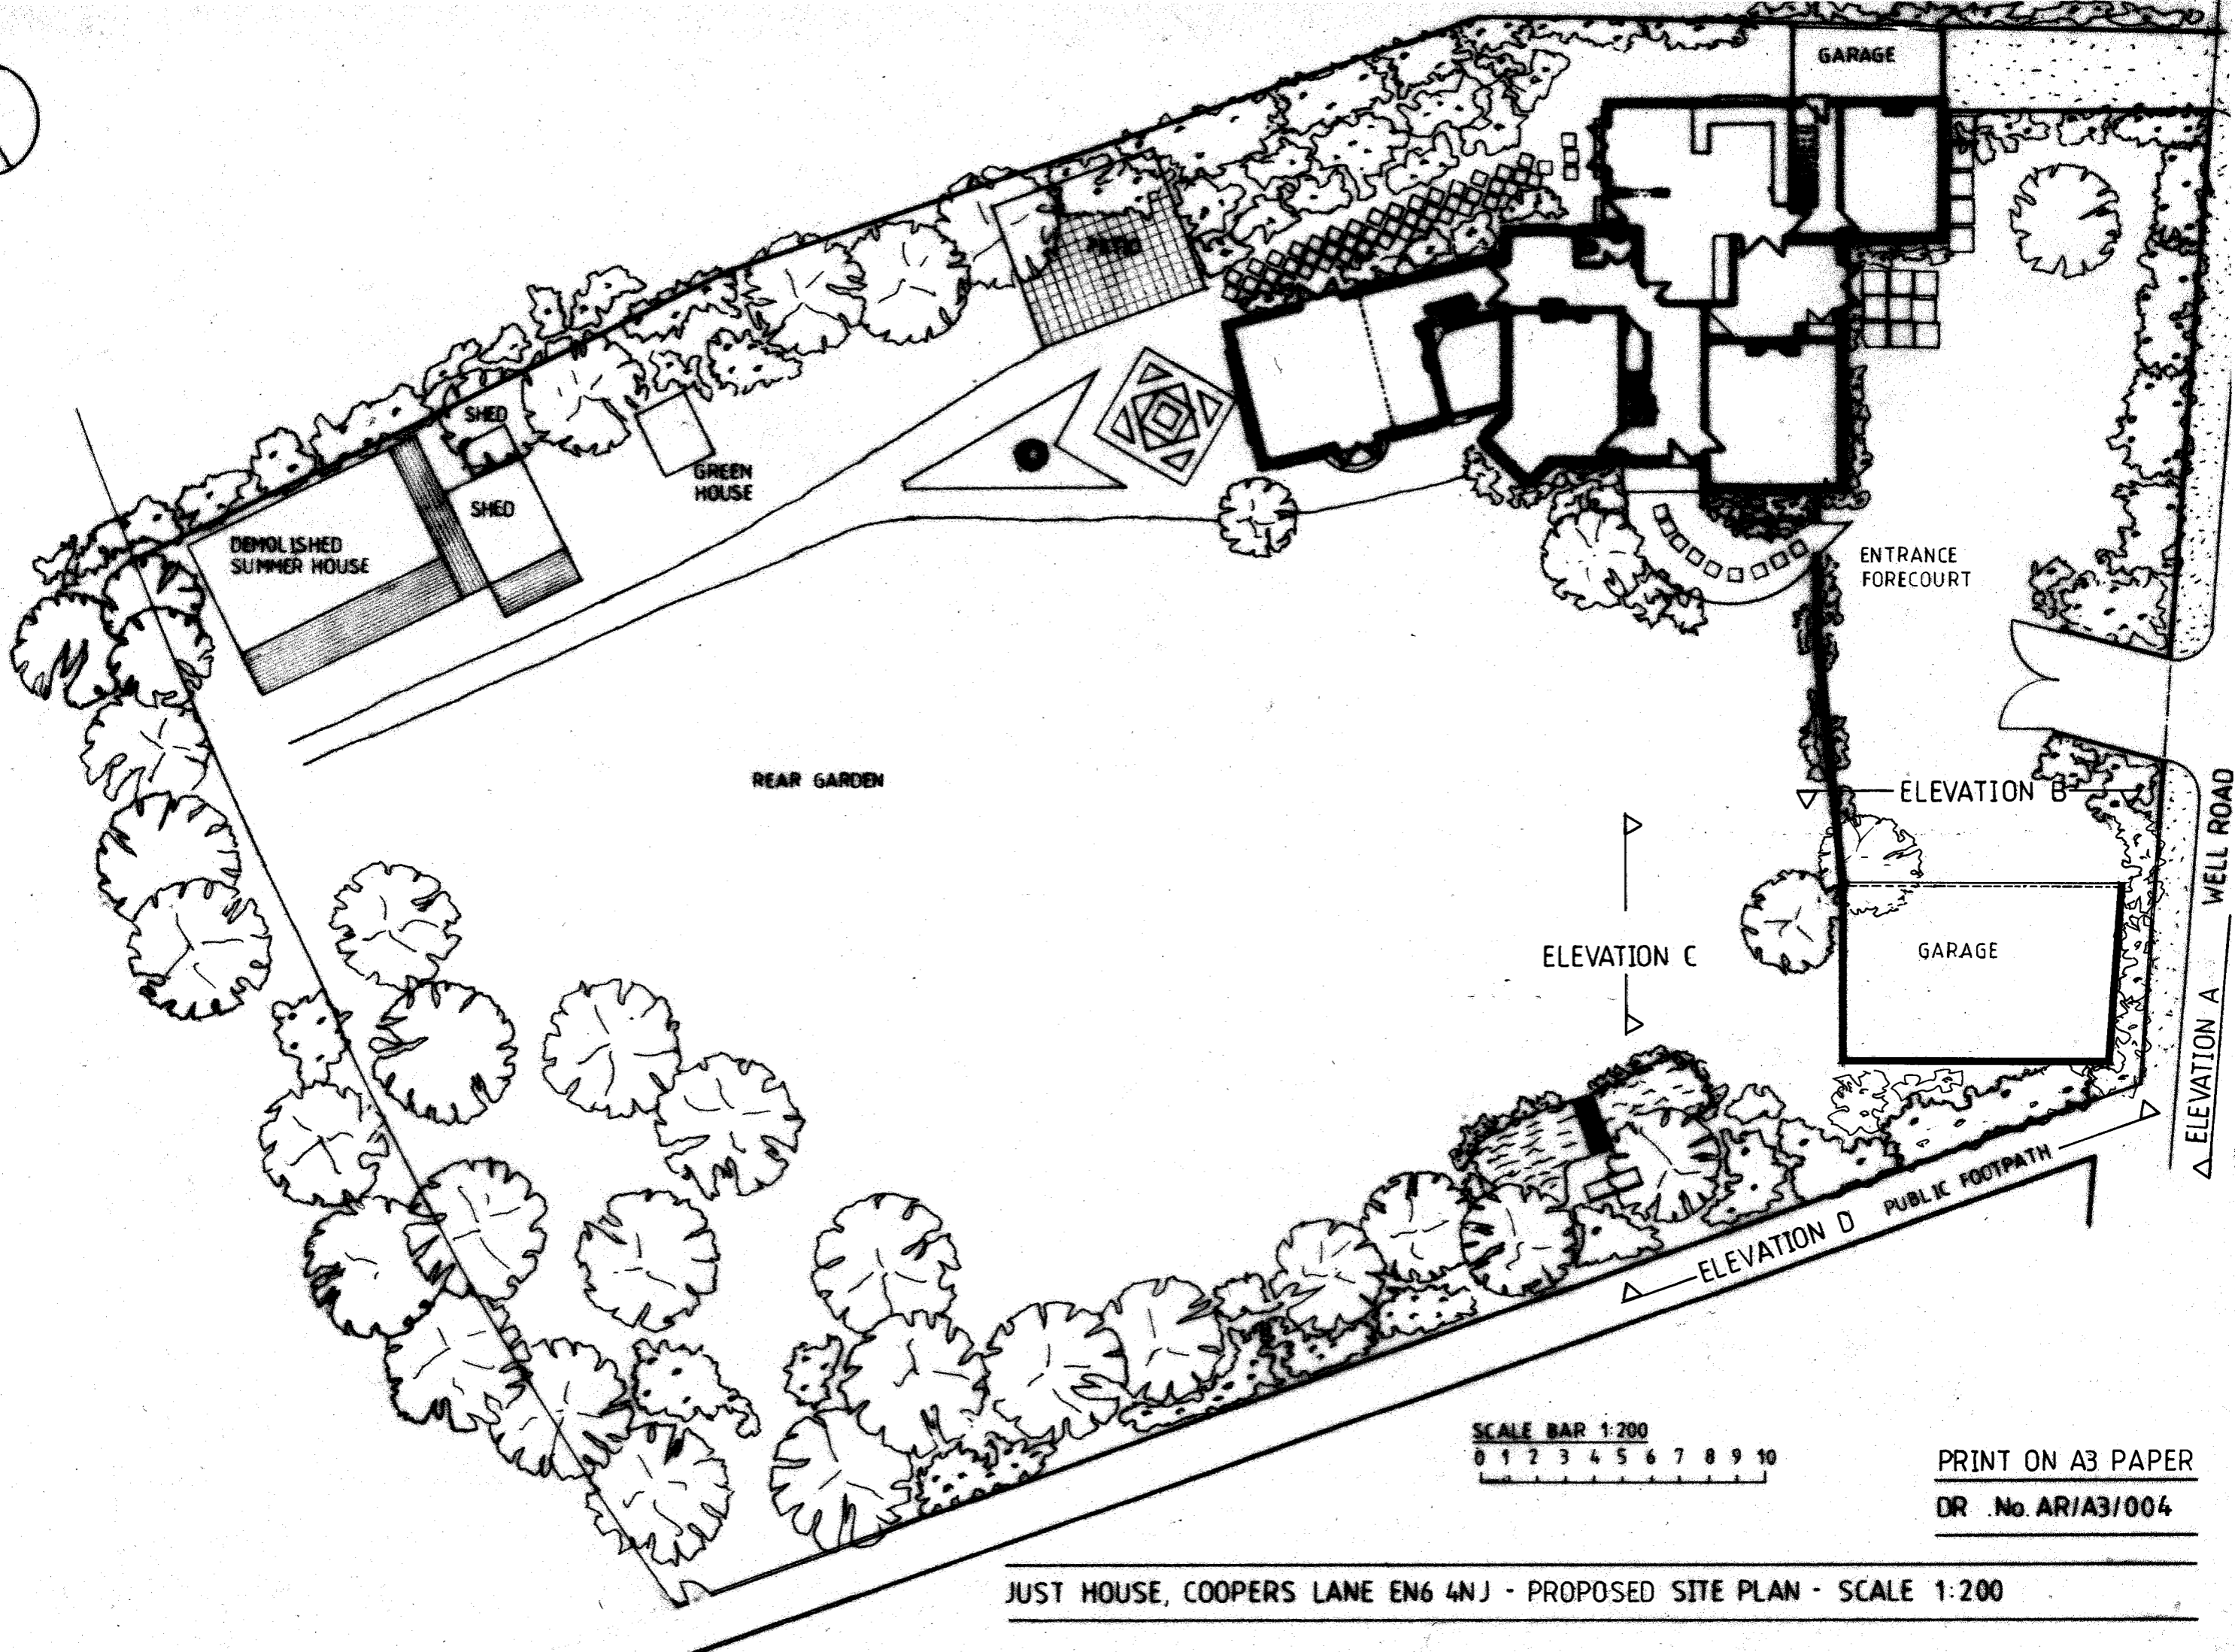 GARAGE
PATIO
SHED
GREEN
HOUSE
SHED
DEMOLISHED
SUMMER HOUSE
ENTRANCE
FORECOURT
REAR GARDEN
ELEVATION B
WELL ROAD
ELEVATION C
GARAGE
ELEVATION A
PUBLIC FOOTPATH
ELEVATION D
SCALE BAR 1:200
0 1 2 3 4 5 6 7 8 9 10
PRINT ON A3 PAPER
DR .No. AR/A3/004
JUST HOUSE, COOPERS LANE EN6 4NJ - PROPOSED SITE PLAN - SCALE 1:200